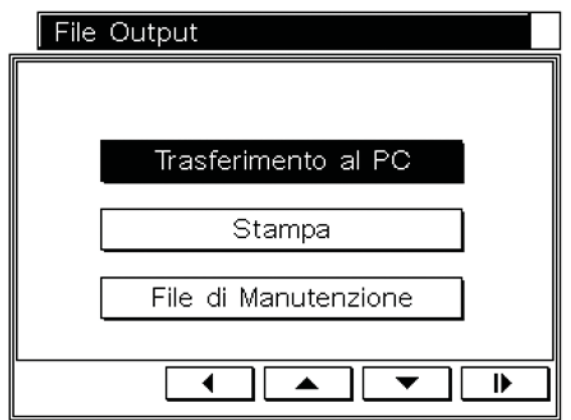 File Output
Trasferimento al PC
Stampa
File di Manutenzione